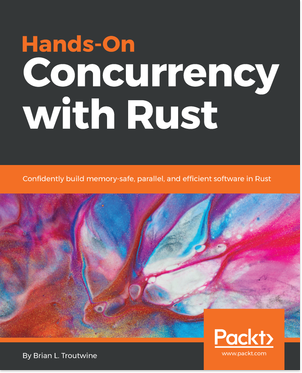 Hands-On
Concurrency
with Rust
Confidently build memory-safe, parallel, and efficient software in Rust
Packt>
www.packt.com
By Brian L. Troutwine